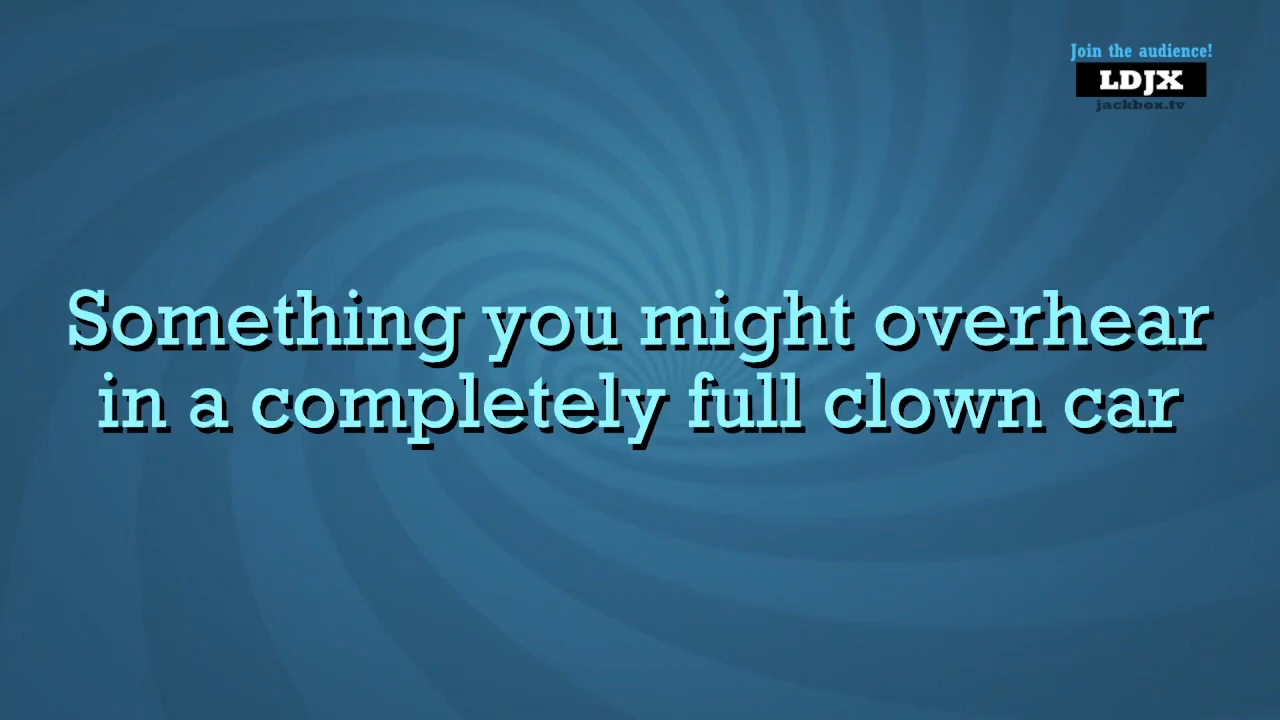 Join the audience!
LDJX
jackbox.tv
Something you might overhear
in a completely full clown car